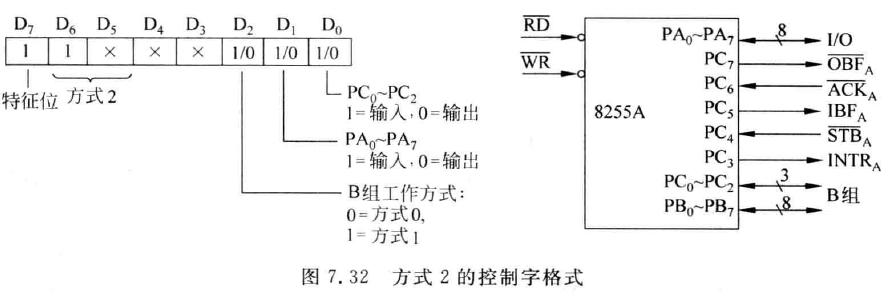 D7 D6 D5 D4 D3 D2 D1 D0
1 1 × × × 1/0 1/0 1/0
特征位 方式2
PC0~PC2
1=输入,0=输出
PA0~PA7
1=输入,0=输出
B组工作方式:
0=方式0,
1=方式1
RD
WR
8255A
PA0~PA7 8 I/O
PC7 OBFA
PC6 ACKA
PC5 IBFA
PC4 STBA
PC3 INTRA
PC0~PC2 3
B组
PB0~PB7 8
图 7.32 方式 2 的控制字格式